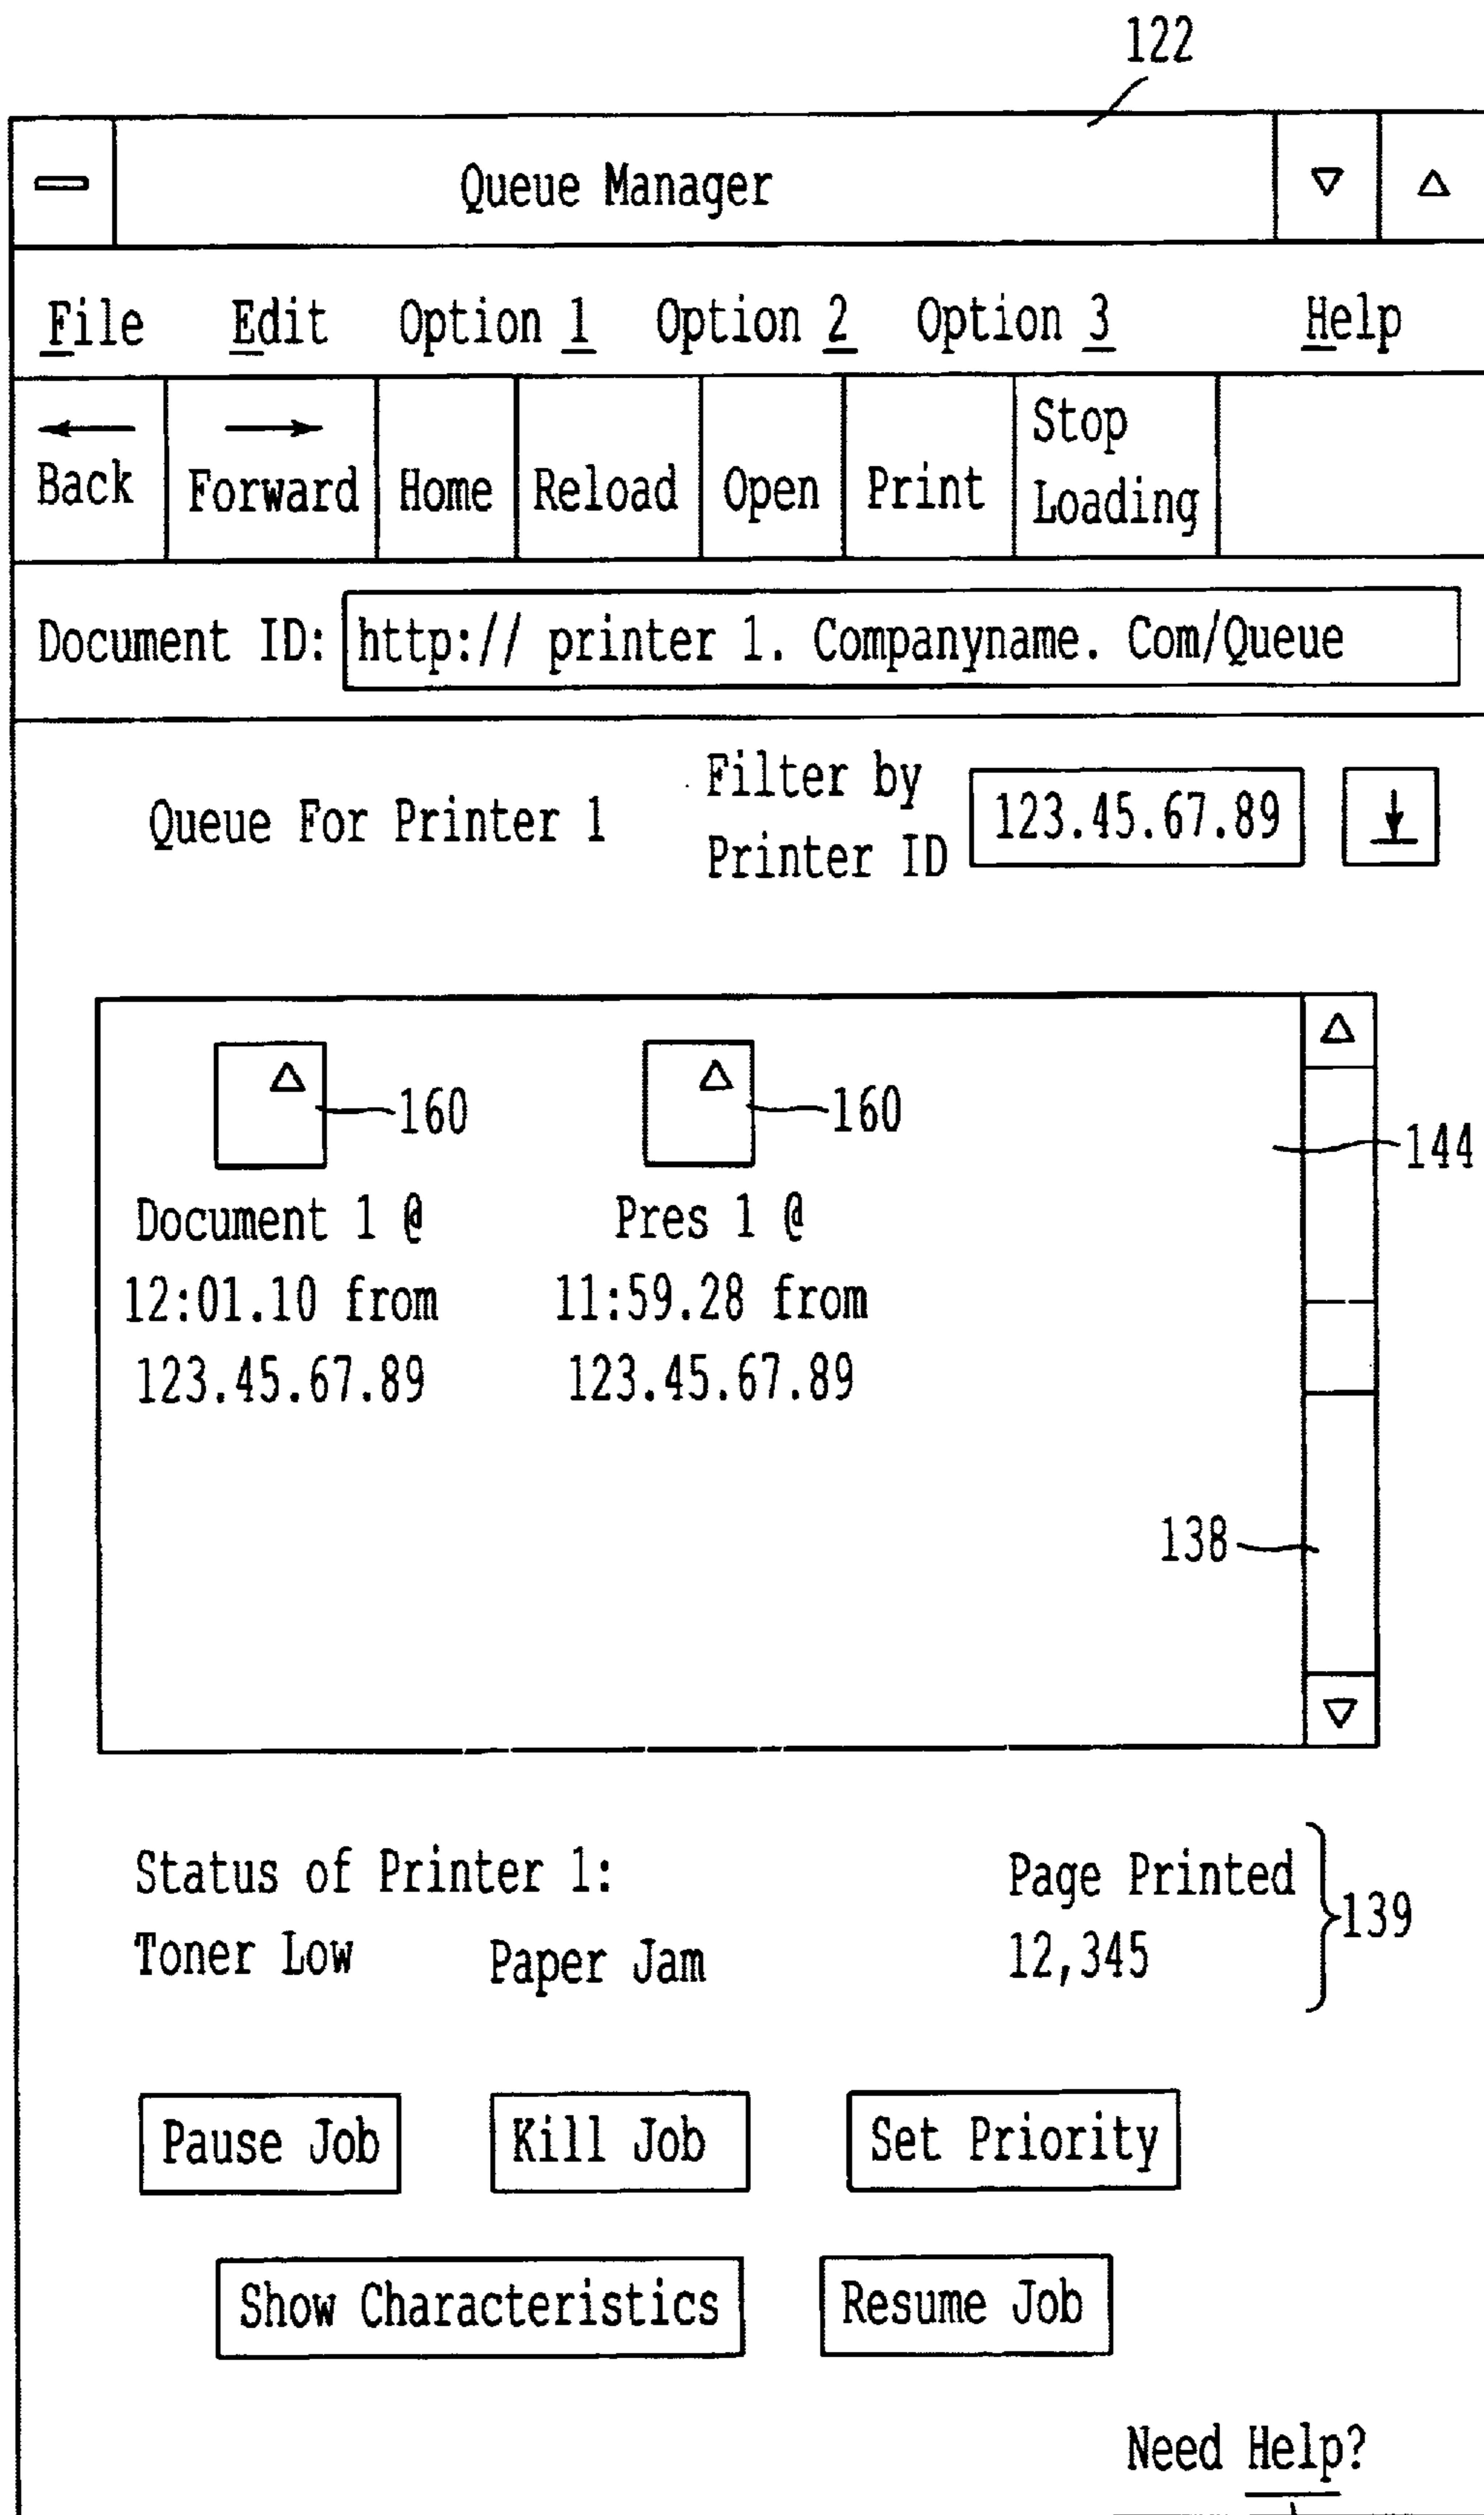 122
Queue Manager
File Edit Option 1 Option 2 Option 3 Help
Back Forward Home Reload Open Print Stop Loading
Document ID: http:// printer 1. Companyname. Com/Queue
Queue For Printer 1
Filter by
Printer ID
123.45.67.89
160
160
144
Document 1 @
12:01.10 from
123.45.67.89
Pres 1 @
11:59.28 from
123.45.67.89
138
Status of Printer 1:
Toner Low Paper Jam
Page Printed
12,345
139
Pause Job Kill Job Set Priority
Show Characteristics Resume Job
Need Help?